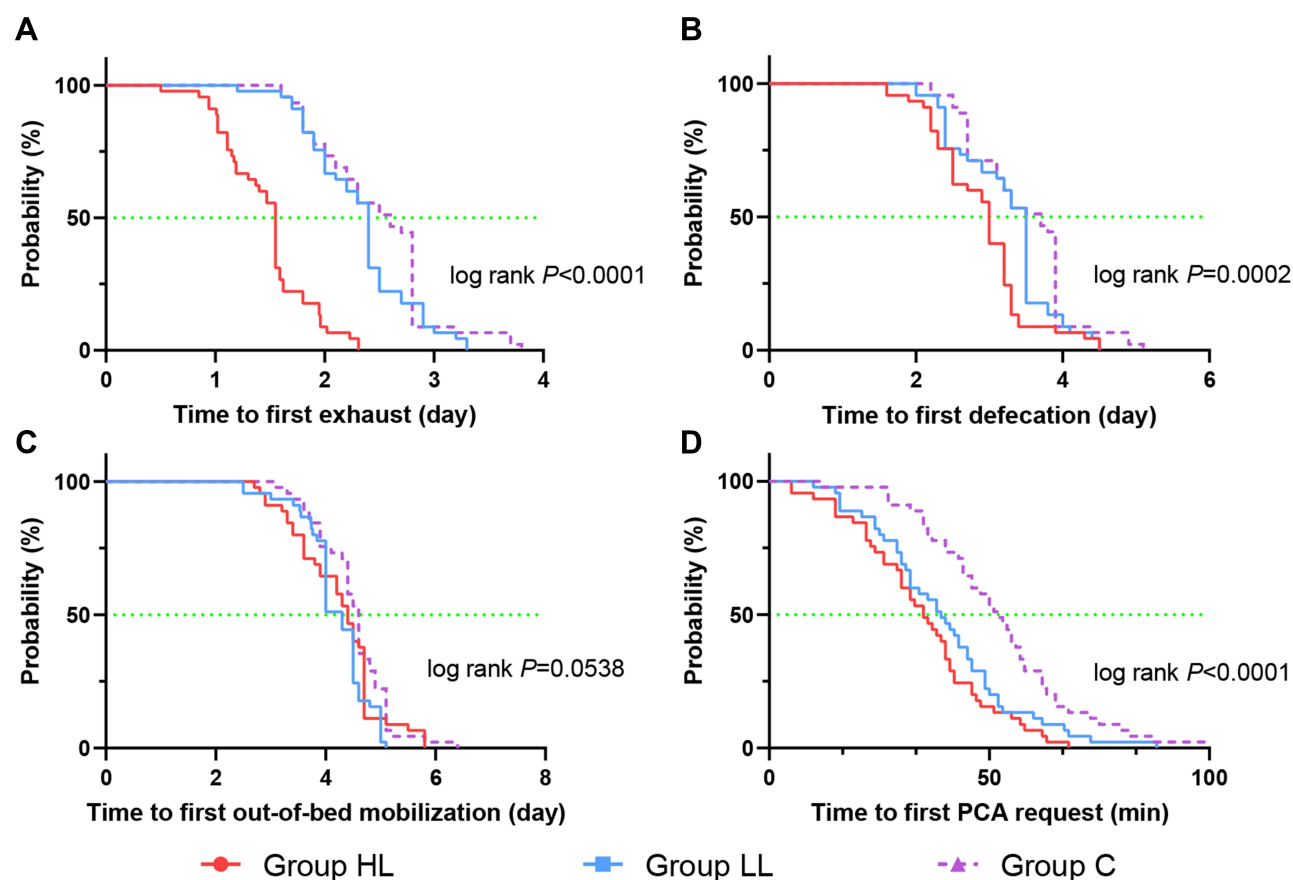 A
Probability (%)
100
50
0
log rank P<0.0001
0 1 2 3 4
Time to first exhaust (day)
B
Probability (%)
100
50
0
log rank P=0.0002
0 2 4 6
Time to first defecation (day)
C
Probability (%)
100
50
0
log rank P=0.0538
0 2 4 6 8
Time to first out-of-bed mobilization (day)
D
Probability (%)
100
50
0
log rank P<0.0001
0 50 100
Time to first PCA request (min)
Group HL Group LL Group C